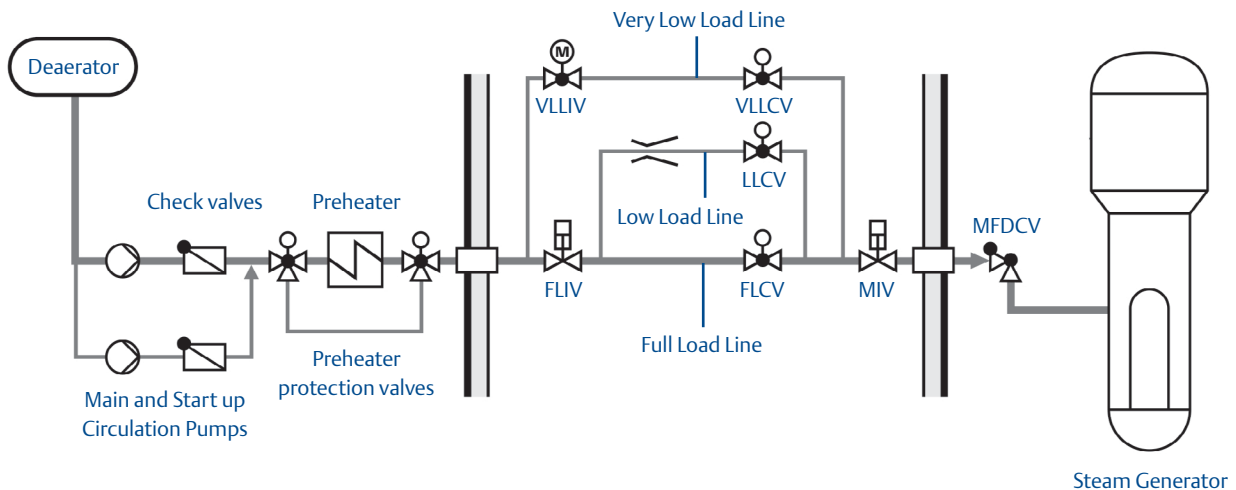 Very Low Load Line
Deaerator
M
VLLIV
VLLCV
LLCV
Check valves
Preheater
Low Load Line
MFDCV
FLIV
FLCV
MIV
Full Load Line
Preheater
protection valves
Main and Start up
Circulation Pumps
Steam Generator